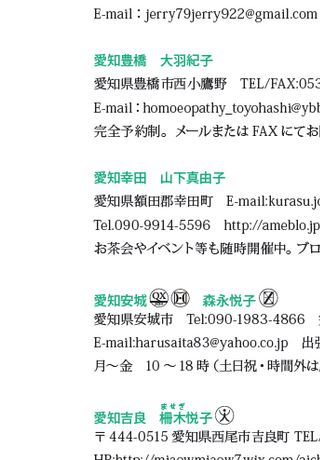 E-mail：jerry79jerry922@gmail.com
愛知豊橋　大羽紀子
愛知県豊橋市西小鷹野　TEL/FAX:053
E-mail：homoeopathy_toyohashi@ybb
完全予約制。メールまたは FAX にてお
愛知幸田　山下真由子
愛知県額田郡幸田町　E-mail:kurasu.jo
Tel.090-9914-5596　http://ameblo.jp
お茶会やイベント等も随時開催中。ブロ
愛知安城　森永悦子
愛知県安城市　Tel:090-1983-4866
E-mail:harusaita83@yahoo.co.jp　出張
月～金　10 ～ 18 時（土日祝・時間外は
ませぎ
愛知吉良　柵木悦子
〒 444-0515 愛知県西尾市吉良町 TEL/
HP:http://miaowmiaow7.wix.com/aich